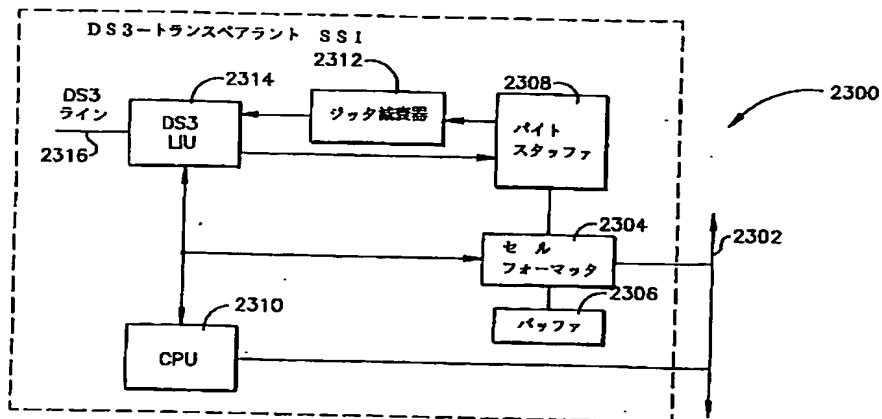 DS3ートランスペアラント SSI
2312
2314
2308
2300
DS3
ライン
DS3
LIU
ジッタ減衰器
バイト
スタッファ
2316
2304
2302
セル
フォーマッタ
2306
2310
バッファ
CPU